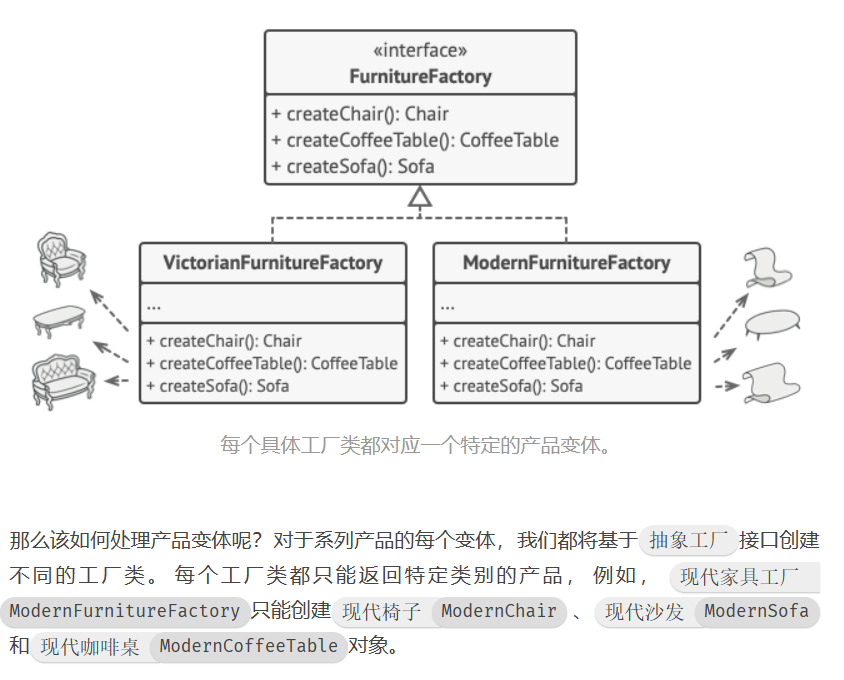 «interface»
FurnitureFactory
+ createChair(): Chair
+ createCoffeeTable(): CoffeeTable
+ createSofa(): Sofa
VictorianFurnitureFactory
...
+ createChair(): Chair
+ createCoffeeTable(): CoffeeTable
+ createSofa(): Sofa
ModernFurnitureFactory
...
+ createChair(): Chair
+ createCoffeeTable(): CoffeeTable
+ createSofa(): Sofa
每个具体工厂类都对应一个特定的产品变体。
那么该如何处理产品变体呢？对于系列产品的每个变体，我们都将基于 抽象工厂 接口创建
不同的工厂类。 每个工厂类都只能返回特定类别的产品， 例如， 现代家具工厂
ModernFurnitureFactory 只能创建 现代椅子 ModernChair 、 现代沙发 ModernSofa
和 现代咖啡桌 ModernCoffeeTable 对象。